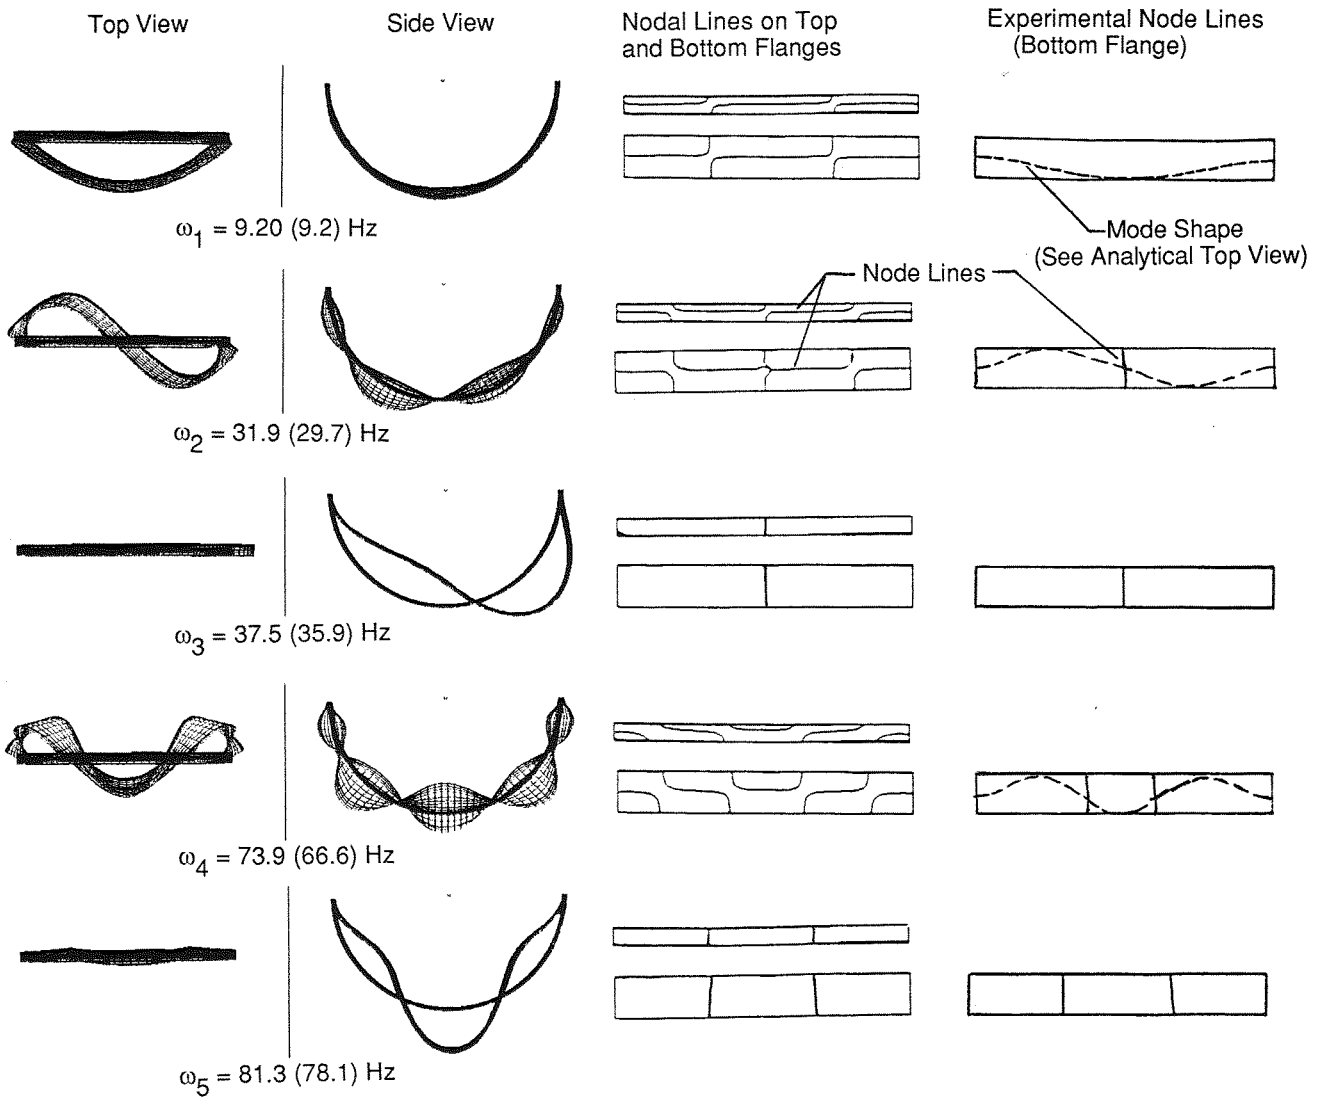 Top View
Side View
Nodal Lines on Top
and Bottom Flanges
Experimental Node Lines
(Bottom Flange)
ω1 = 9.20 (9.2) Hz
Mode Shape
(See Analytical Top View)
Node Lines
ω2 = 31.9 (29.7) Hz
ω3 = 37.5 (35.9) Hz
ω4 = 73.9 (66.6) Hz
ω5 = 81.3 (78.1) Hz